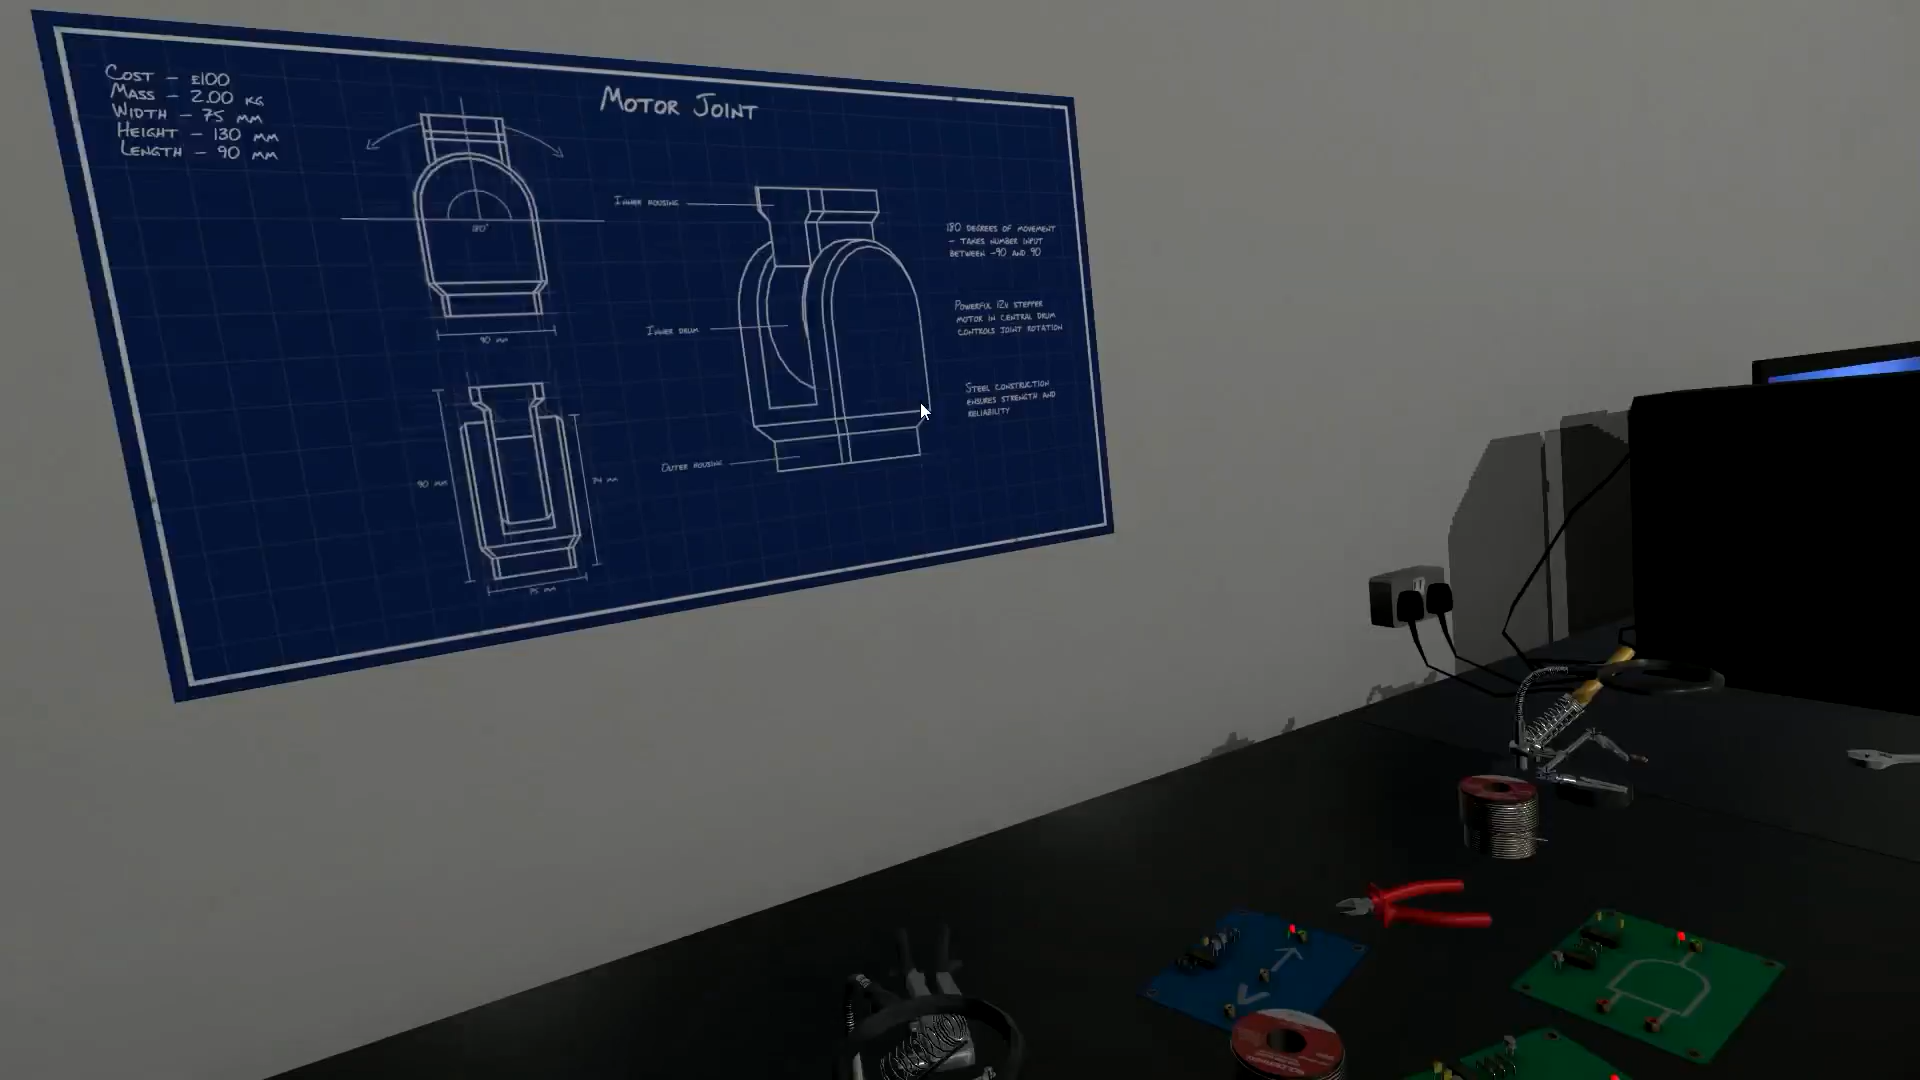 COST - £100
MASS - 2.00 KG
WIDTH - 75 MM
HEIGHT - 130 MM
LENGTH - 90 MM
MOTOR JOINT
180°
90 MM
INNER HOUSING
INNER DRUM
OUTER HOUSING
180 DEGREES OF MOVEMENT
- TAKES NUMBER INPUT
BETWEEN -90 AND 90
POWERFUL 12V STEPPER
MOTOR IN CENTRAL DRUM
CONTROLS JOINT ROTATION
STEEL CONSTRUCTION
ENSURES STRENGTH AND
RELIABILITY
90 MM
74 MM
75 MM